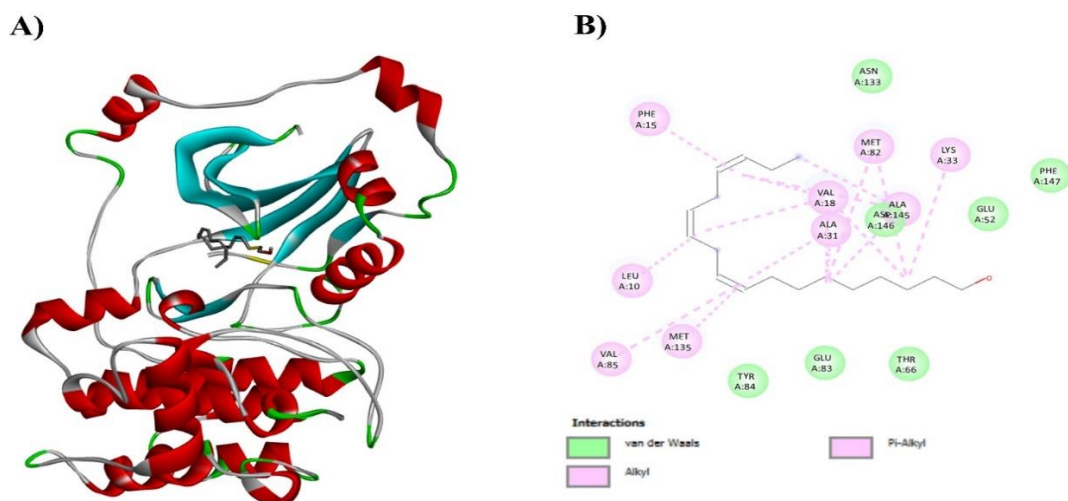 A)
B)
ASN
A:133
PHE
A:15
MET
A:82
LYS
A:33
PHE
A:147
VAL
A:18
ALA
A:145
ASP
A:146
GLU
A:52
ALA
A:31
LEU
A:10
MET
A:135
VAL
A:85
TYR
A:84
GLU
A:83
THR
A:66
O
Interactions
van der Waals
Pi-Alkyl
Alkyl